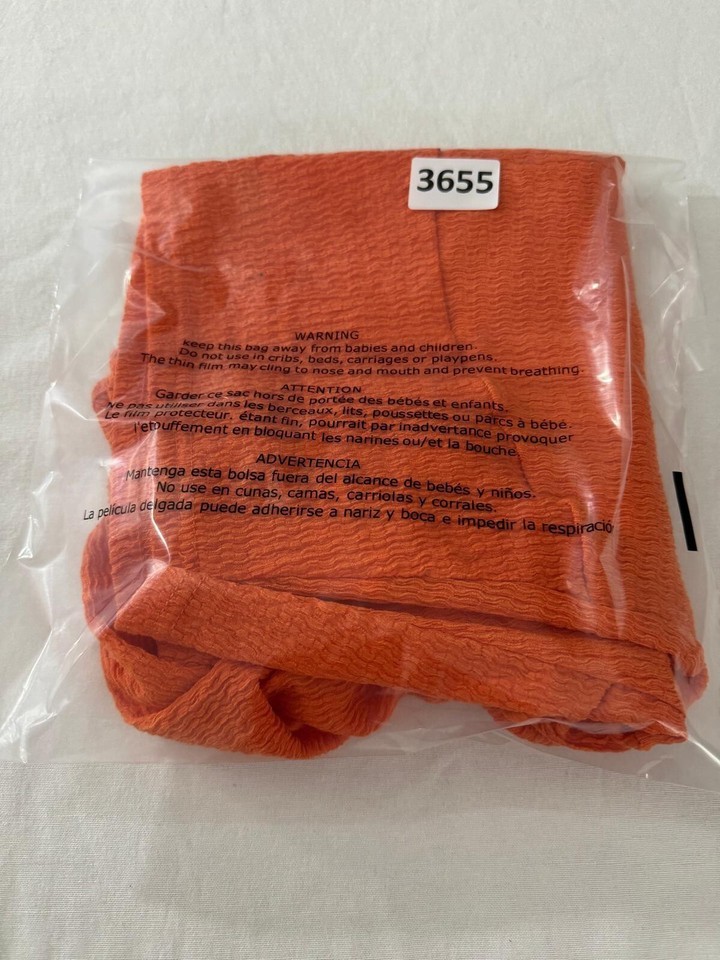 3655
WARNING
keep this bag away from babies and children.
Do not use in cribs, beds, carriages or playpens.
The thin film may cling to nose and mouth and prevent breathing
ATTENTION
Garder ce sac hors de portée des bébés et enfants.
Ne pas utiliser dans les berceaux, lits, poussettes ou parcs à bébé.
Le film protecteur, étant fin, pourrait par inadvertance provoquer
l'etouffement en bloquant les narines ou/et la bouche
ADVERTENCIA
Mantenga esta bolsa fuera del alcance de bebés y niños.
No use en cunas, camas, carriolas y corrales.
La película delgada puede adherirse a nariz y boca e impedir la respiració